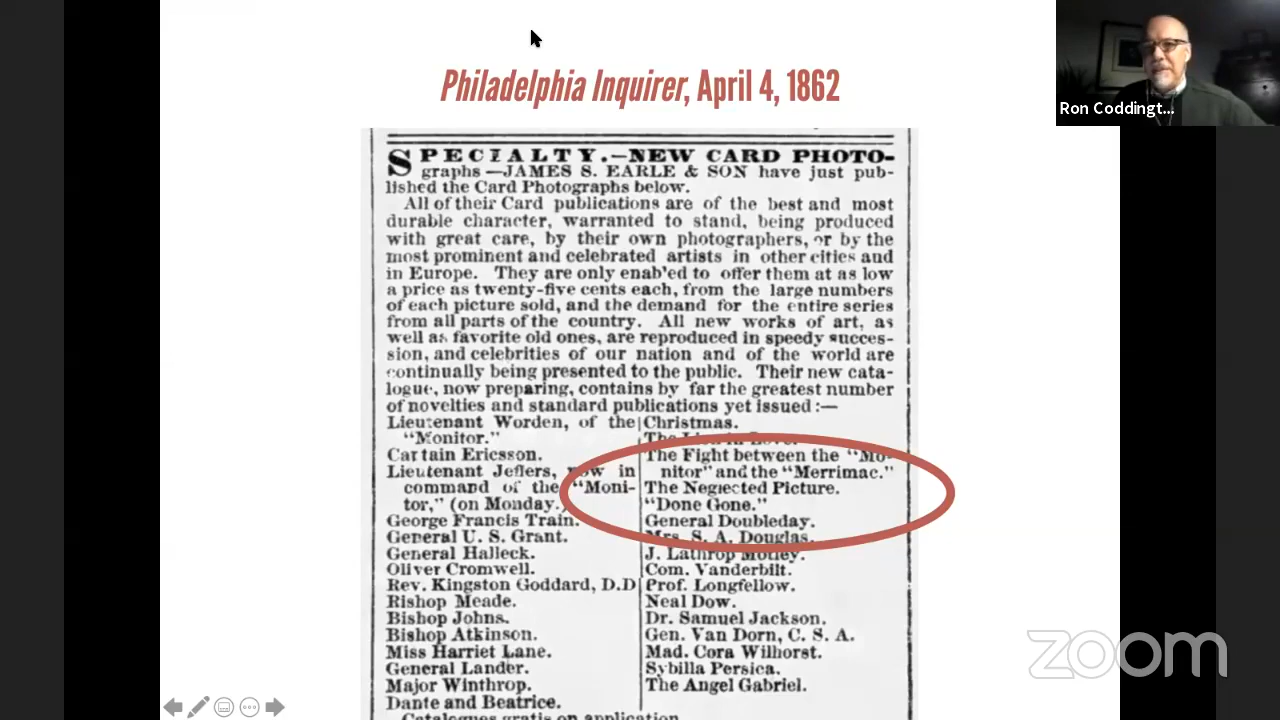 Philadelphia Inquirer, April 4, 1862
Ron Coddingt...
SPECIALTY.—NEW CARD PHOTO-
graphs—JAMES S. EARLE & SON have just pub-
lished the Card Photographs below.
All of their Card publications are of the best and most
durable character, warranted to stand, being produced
with great care, by their own photographers, or by the
most prominent and celebrated artists in other cities and
in Europe. They are only enab'ed to offer them at as low
a price as twenty-five cents each, from the large numbers
of each picture sold, and the demand for the entire series
from all parts of the country. All new works of art, as
well as favorite old ones, are reproduced in speedy succes-
sion, and celebrities of our nation and of the world are
continually being presented to the public. Their new cata-
logue, now preparing, contains by far the greatest number
of novelties and standard publications yet issued:—
Lieutenant Worden, of the
"Monitor."
Captain Ericsson.
Lieutenant Jeffers, now in
command of the "Moni-
tor," (on Monday.)
George Francis Train.
General U. S. Grant.
General Halleck.
Oliver Cromwell.
Rev. Kingston Goddard, D.D
Bishop Meade.
Bishop Johns.
Bishop Atkinson.
Miss Harriet Lane.
General Lander.
Major Winthrop.
Dante and Beatrice.
Christmas.
The Lion in Love.
The Fight between the "Mo-
nitor" and the "Merrimac."
The Neglected Picture.
"Done Gone."
General Doubleday.
Mrs. S. A. Douglas.
J. Lathrop Motley.
Com. Vanderbilt.
Prof. Longfellow.
Neal Dow.
Dr. Samuel Jackson.
Gen. Van Dorn, C. S. A.
Mad. Cora Wilhorst.
Sybilla Persica.
The Angel Gabriel.
Catalogues gratis on application
zoom